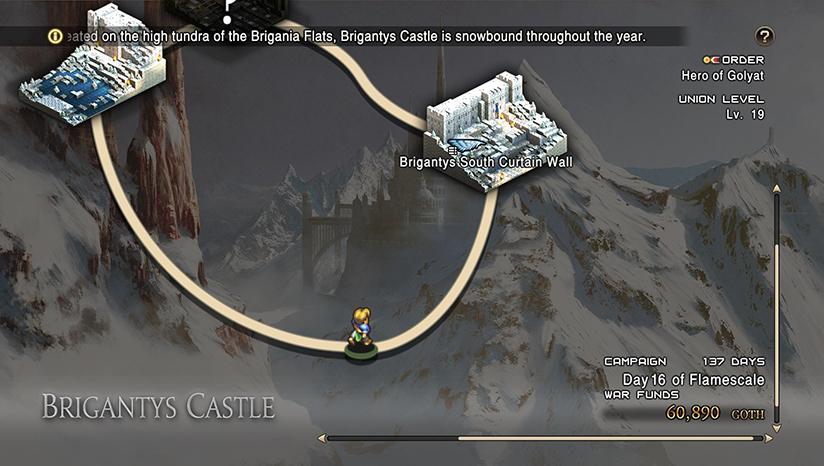 !?
eated on the high tundra of the Brigania Flats, Brigantys Castle is snowbound throughout the year.
?
ORDER
Hero of Golyat
UNION LEVEL
Lv. 19
Brigantys South Curtain Wall
CAMPAIGN 137 DAYS
Day 16 of Flamescale
WAR FUNDS
60,890 GOTH
BRIGANTYS CASTLE